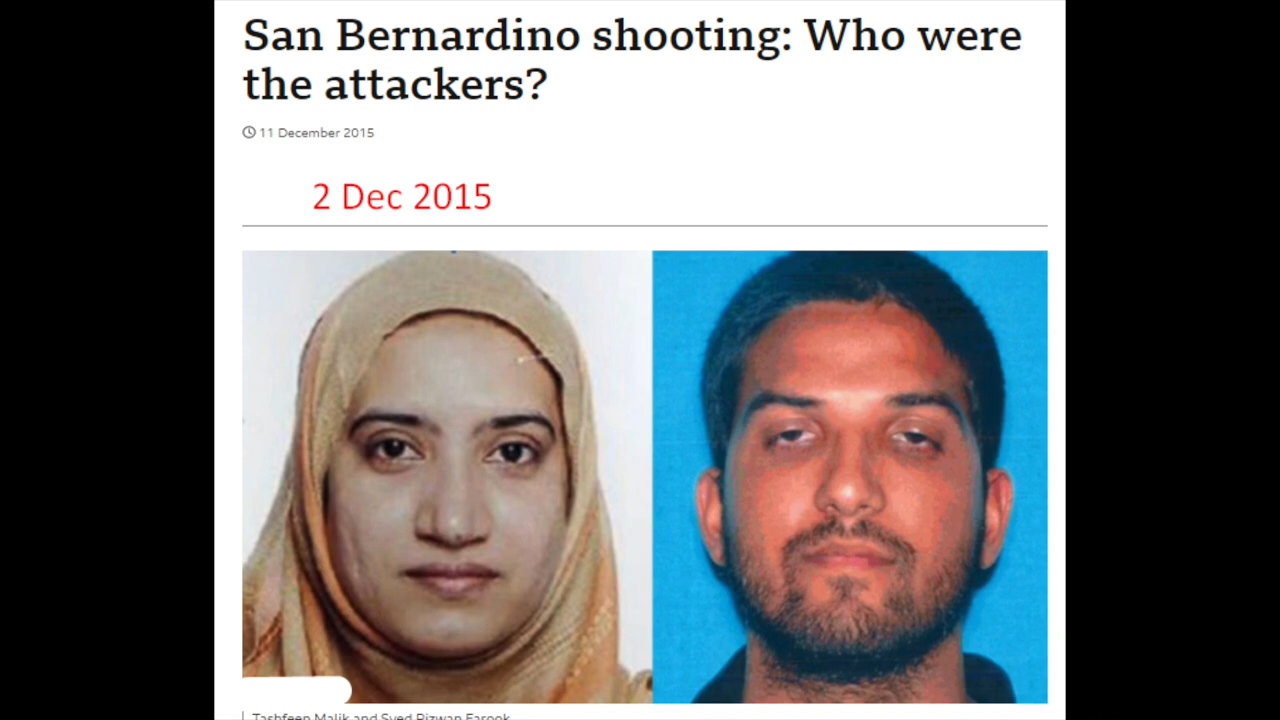 San Bernardino shooting: Who were
the attackers?
11 December 2015
2 Dec 2015
Tashfeen Malik and Syed Rizwan Farook